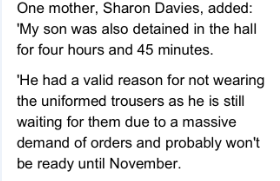 One mother, Sharon Davies, added:
'My son was also detained in the hall
for four hours and 45 minutes.
'He had a valid reason for not wearing
the uniformed trousers as he is still
waiting for them due to a massive
demand of orders and probably won't
be ready until November.